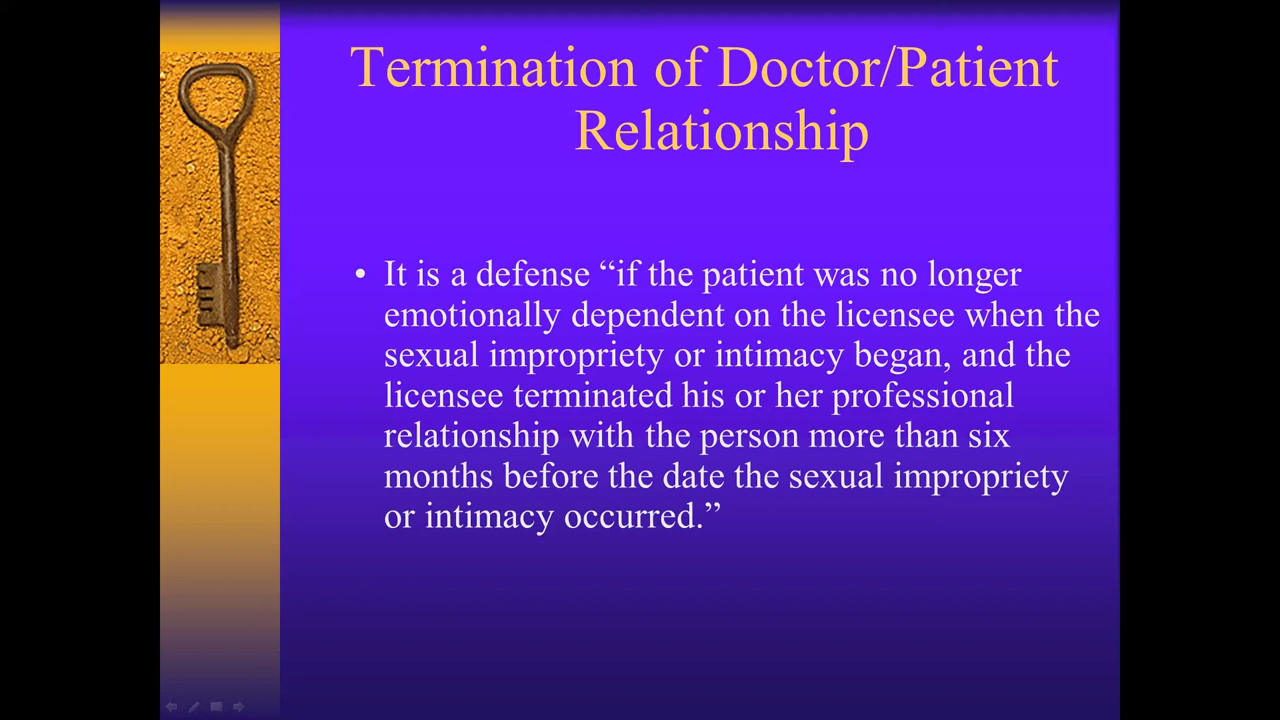 Termination of Doctor/Patient
Relationship
• It is a defense “if the patient was no longer
emotionally dependent on the licensee when the
sexual impropriety or intimacy began, and the
licensee terminated his or her professional
relationship with the person more than six
months before the date the sexual impropriety
or intimacy occurred.”